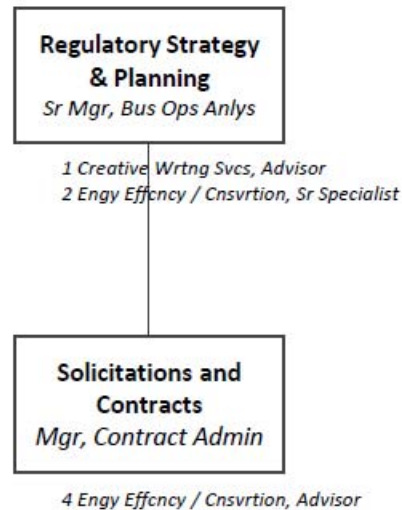 Regulatory Strategy
& Planning
Sr Mgr, Bus Ops Anlys
1 Creative Wrtng Svcs, Advisor
2 Engy Effcncy / Cnsvrtion, Sr Specialist
Solicitations and
Contracts
Mgr, Contract Admin
4 Engy Effcncy / Cnsvrtion, Advisor